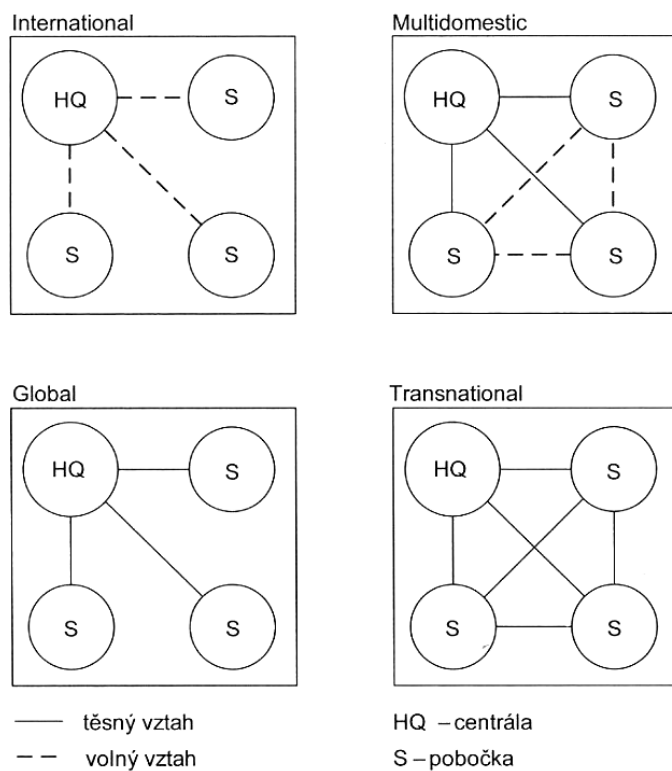 International
Multidomestic
HQ
S
S
S
HQ
S
S
S
Global
Transnational
HQ
S
S
S
HQ
S
S
S
těsný vztah
HQ – centrála
volný vztah
S – pobočka